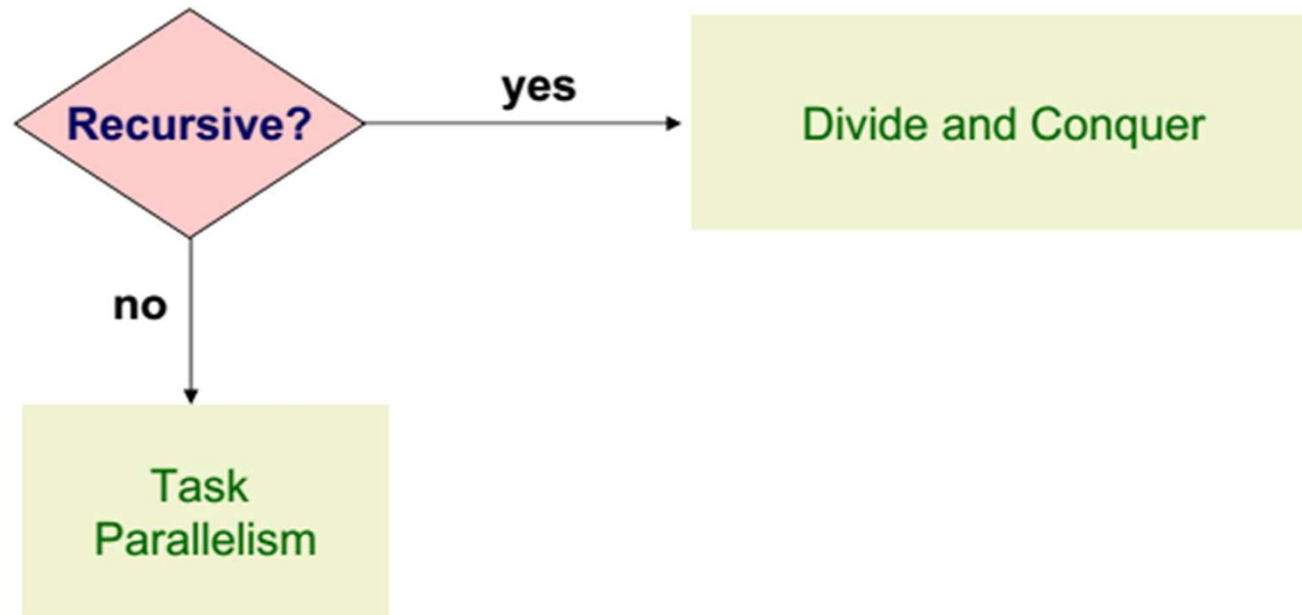 Recursive?
yes
Divide and Conquer
no
Task
Parallelism